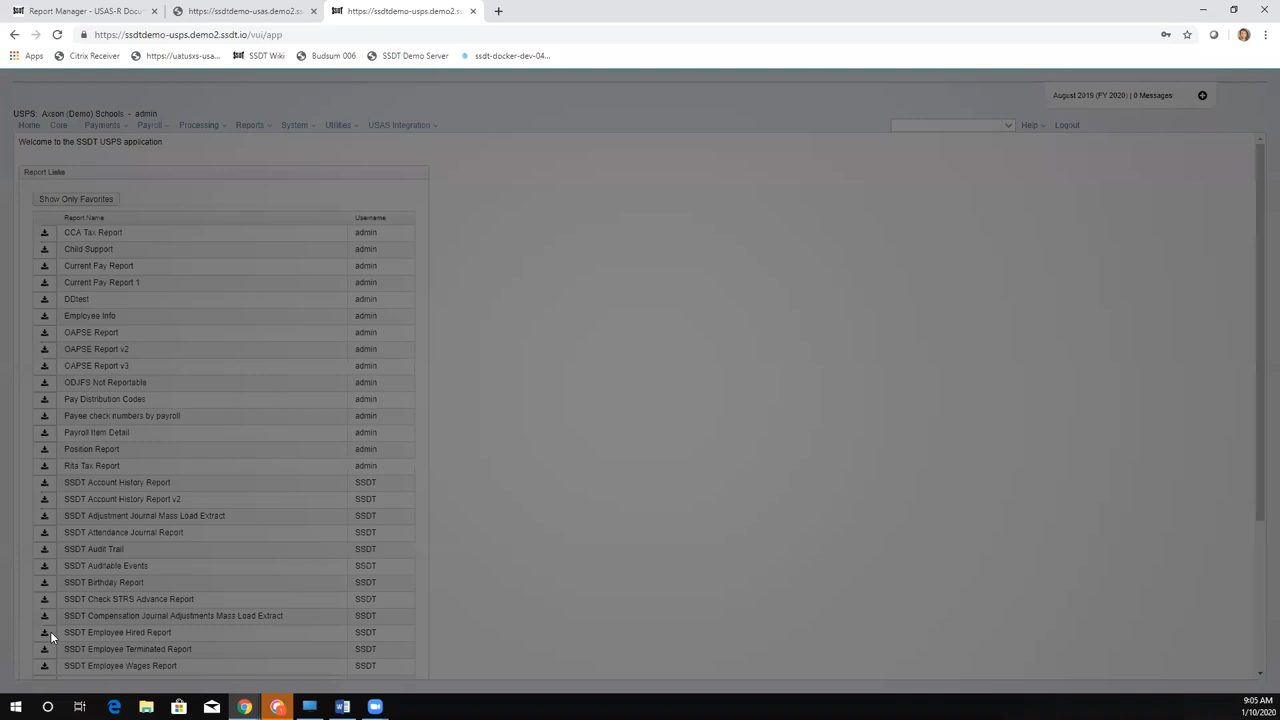 Report Manager - USAS-R Docu
https://ssdtdemo-usas.demo2.ss
https://ssdtdemo-usps.demo2.ss
https://ssdtdemo-usps.demo2.ssdt.io/vui/app
Apps
Citrix Receiver
https://uatusxs-usa...
SSDT Wiki
Budsum 006
SSDT Demo Server
ssdt-docker-dev-04...
August 2019 (FY 2020) | 0 Messages
USPS: Axson (Demo) Schools - admin
Home Core Payments Payroll Processing Reports System Utilities USAS Integration Help Logout
Welcome to the SSDT USPS application
Report Links
Show Only Favorites
Report Name Username
CCA Tax Report admin
Child Support admin
Current Pay Report admin
Current Pay Report 1 admin
DDtest admin
Employee Info admin
OAPSE Report admin
OAPSE Report v2 admin
OAPSE Report v3 admin
ODJFS Not Reportable admin
Pay Distribution Codes admin
Payee check numbers by payroll admin
Payroll Item Detail admin
Position Report admin
Rita Tax Report admin
SSDT Account History Report SSDT
SSDT Account History Report v2 SSDT
SSDT Adjustment Journal Mass Load Extract SSDT
SSDT Attendance Journal Report SSDT
SSDT Audit Trail SSDT
SSDT Auditable Events SSDT
SSDT Birthday Report SSDT
SSDT Check STRS Advance Report SSDT
SSDT Compensation Journal Adjustments Mass Load Extract SSDT
SSDT Employee Hired Report SSDT
SSDT Employee Terminated Report SSDT
SSDT Employee Wages Report SSDT
9:05 AM
1/10/2020